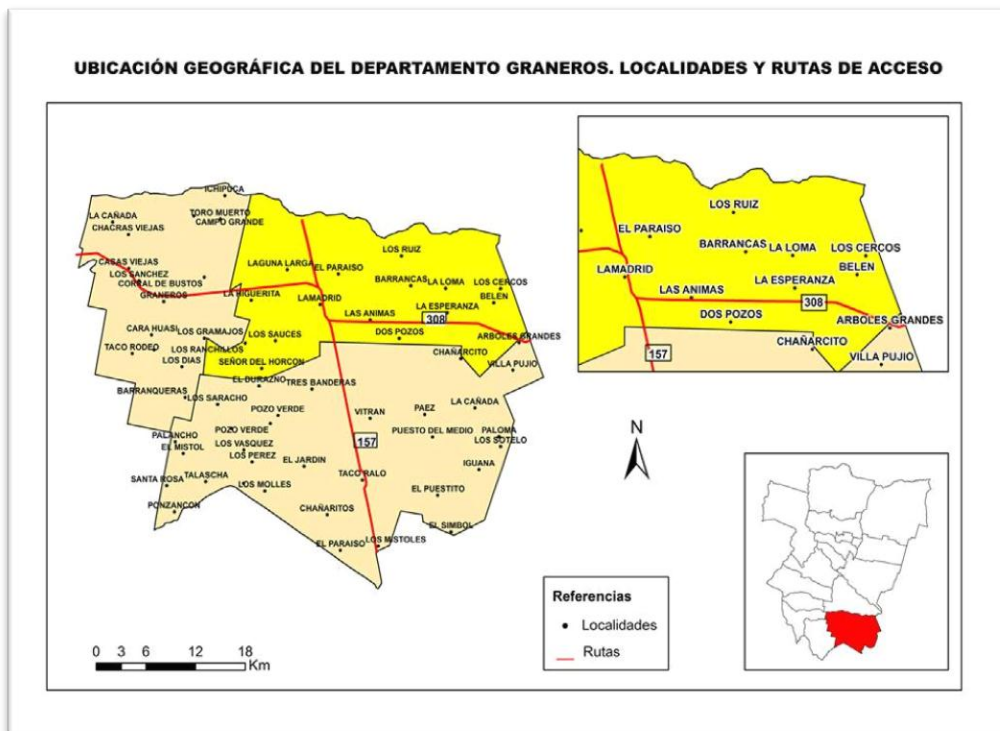 UBICACIÓN GEOGRÁFICA DEL DEPARTAMENTO GRANEROS. LOCALIDADES Y RUTAS DE ACCESO
ICHIPUCA
LA CAÑADA
TORO MUERTO
CAMPO GRANDE
CHACRAS VIEJAS
LOS RUIZ
CASAS VIEJAS
LAGUNA LARGA
EL PARAISO
LOS SANCHEZ
CORRAL DE BUSTOS
BARRANCAS
LA LOMA
LOS CERCOS
GRANEROS
LA HIGUERITA
LAMADRID
BELEN
LA ESPERANZA
LAS ANIMAS
308
CARA HUASI
LOS GRAMAJOS
LOS SAUCES
DOS POZOS
ARBOLES GRANDES
TACO RODEO
LOS RANCHILLOS
CHAÑARCITO
LOS DIAS
SEÑOR DEL HORCON
VILLA PUJIO
EL DURAZNO
TRES BANDERAS
BARRANQUERAS
LOS SARACHO
LA CAÑADA
POZO VERDE
VITRAN
PAEZ
POZO VERDE
PUESTO DEL MEDIO
PALOMA
PALANCHO
LOS VASQUEZ
157
LOS SOTELO
EL MISTOL
LOS PEREZ
EL JARDIN
IGUANA
SANTA ROSA
TALASCHA
TACO RALO
LOS MOLLES
EL PUESTITO
PONZANCON
CHAÑARITOS
EL SIMBOL
EL PARAISO
LOS MISTOLES
LOS RUIZ
EL PARAISO
BARRANCAS
LA LOMA
LOS CERCOS
LAMADRID
BELEN
LA ESPERANZA
LAS ANIMAS
308
DOS POZOS
ARBOLES GRANDES
157
CHAÑARCITO
VILLA PUJIO
N
Referencias
Localidades
Rutas
0 3 6 12 18
Km